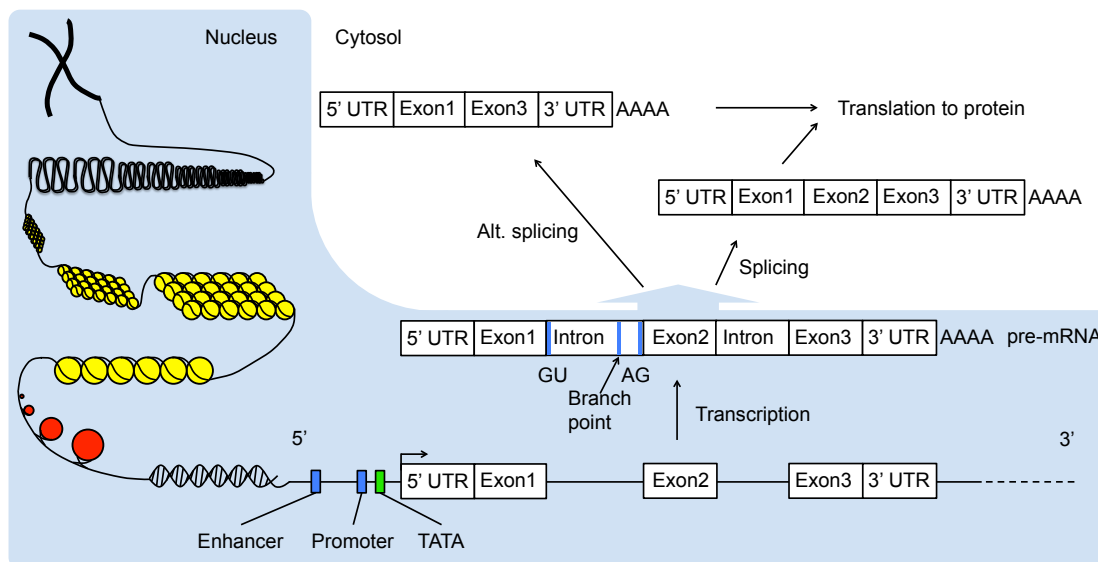 Nucleus
Cytosol
5’ UTR Exon1 Exon3 3’ UTR AAAA
Translation to protein
5’ UTR Exon1 Exon2 Exon3 3’ UTR AAAA
Alt. splicing
Splicing
5’ UTR Exon1 Intron Exon2 Intron Exon3 3’ UTR AAAA pre-mRNA
GU AG
Branch
point
Transcription
5’ 3’
5’ UTR Exon1 Exon2 Exon3 3’ UTR
Enhancer Promoter TATA